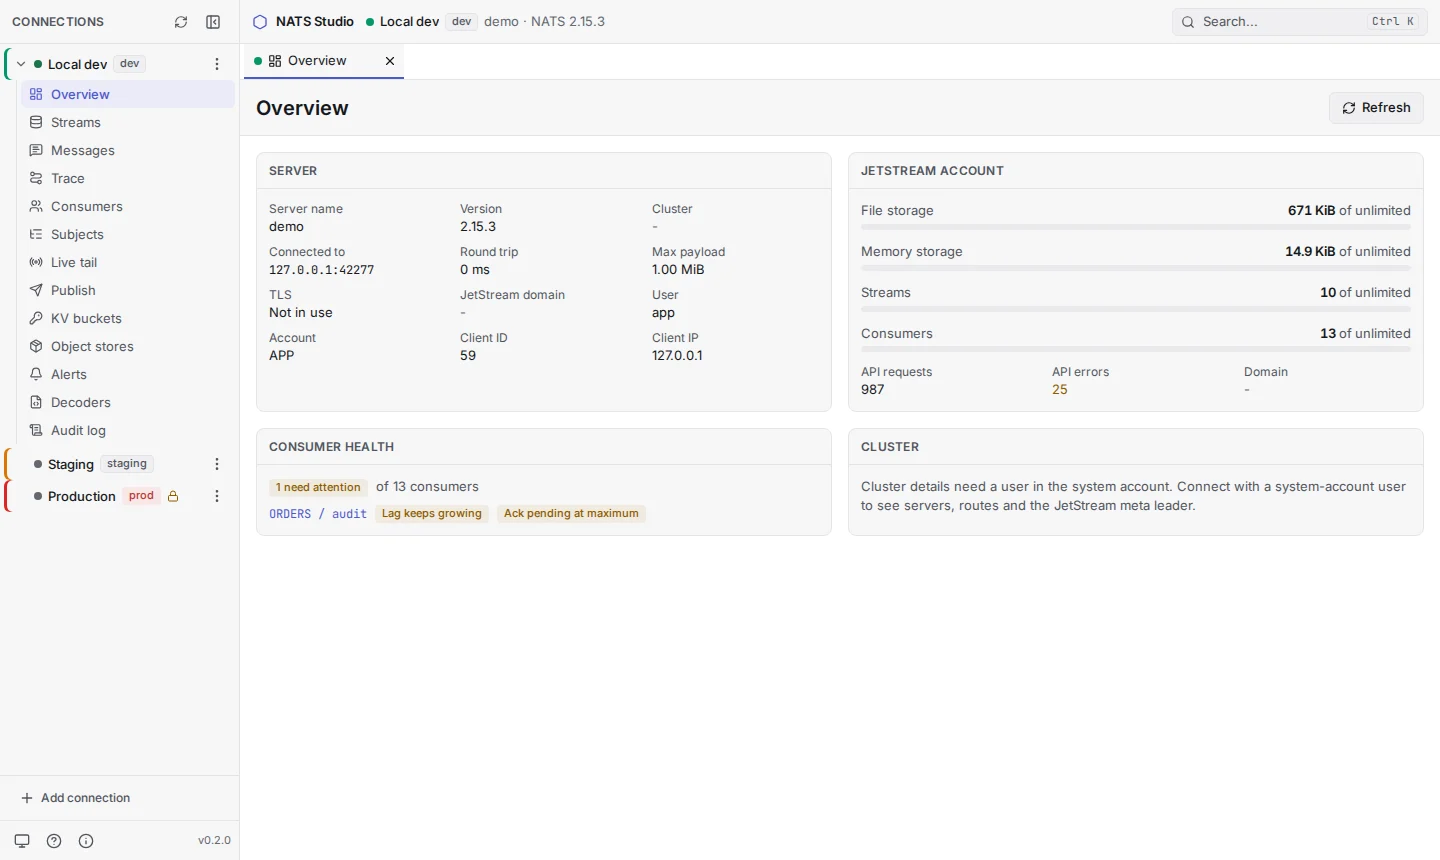 CONNECTIONS
NATS Studio Local dev dev demo · NATS 2.15.3
Search... Ctrl K
Local dev dev
Overview
Streams
Messages
Trace
Consumers
Subjects
Live tail
Publish
KV buckets
Object stores
Alerts
Decoders
Audit log
Staging staging
Production prod
Add connection
v0.2.0
Overview
Overview
Refresh
SERVER
Server name Version Cluster
demo 2.15.3 -
Connected to Round trip Max payload
127.0.0.1:42277 0 ms 1.00 MiB
TLS JetStream domain User
Not in use - app
Account Client ID Client IP
APP 59 127.0.0.1
JETSTREAM ACCOUNT
File storage 671 KiB of unlimited
Memory storage 14.9 KiB of unlimited
Streams 10 of unlimited
Consumers 13 of unlimited
API requests API errors Domain
987 25 -
CONSUMER HEALTH
1 need attention of 13 consumers
ORDERS / audit Lag keeps growing Ack pending at maximum
CLUSTER
Cluster details need a user in the system account. Connect with a system-account user
to see servers, routes and the JetStream meta leader.